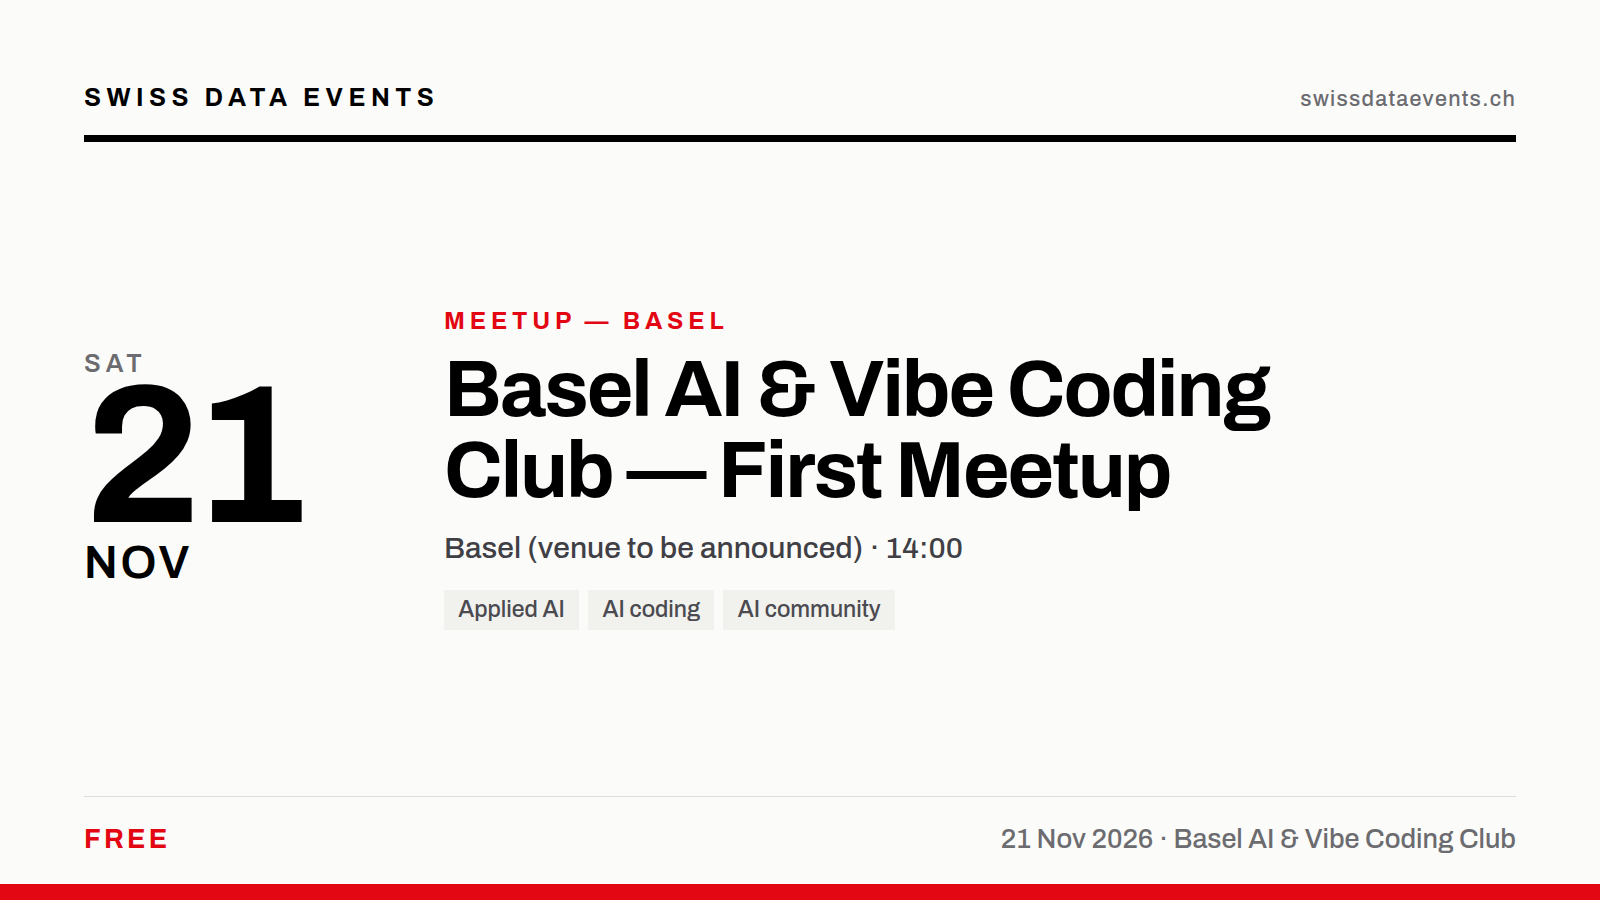 SWISS DATA EVENTS
swissdataevents.ch
SAT
21
NOV
MEETUP — BASEL
Basel AI & Vibe Coding
Club — First Meetup
Basel (venue to be announced) · 14:00
Applied AI
AI coding
AI community
FREE
21 Nov 2026 · Basel AI & Vibe Coding Club